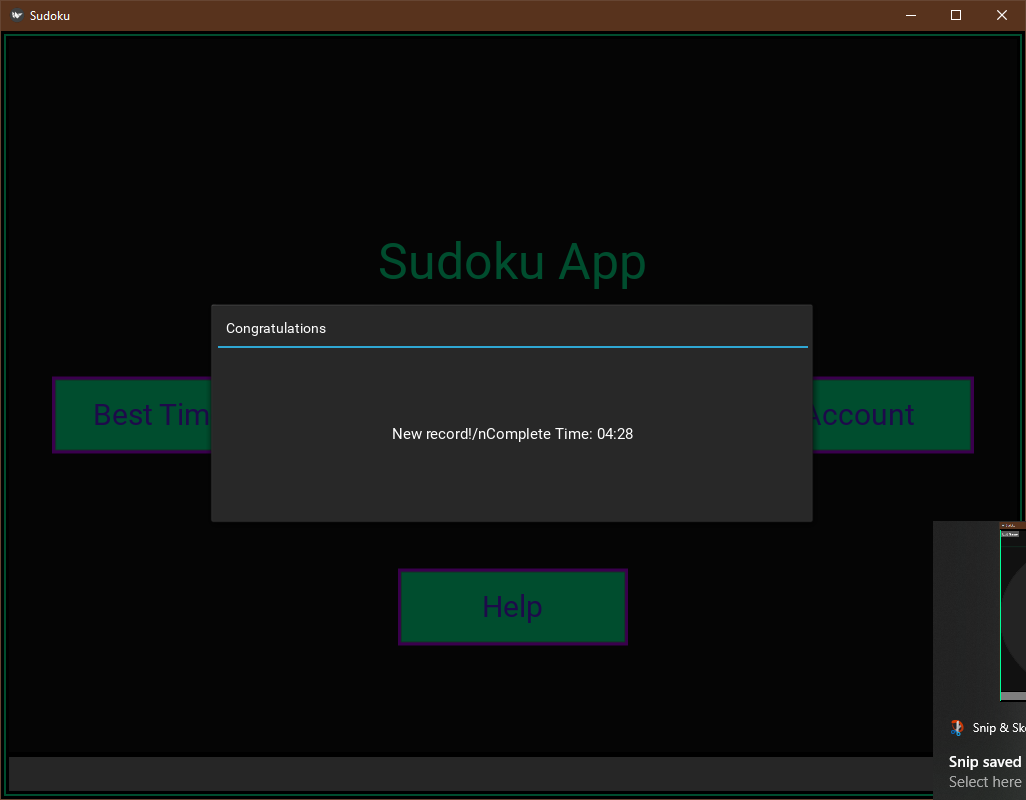 Sudoku
Sudoku App
Congratulations
New record!/nComplete Time: 04:28
Best Tim
Account
Help
Snip & Sk
Snip saved
Select here